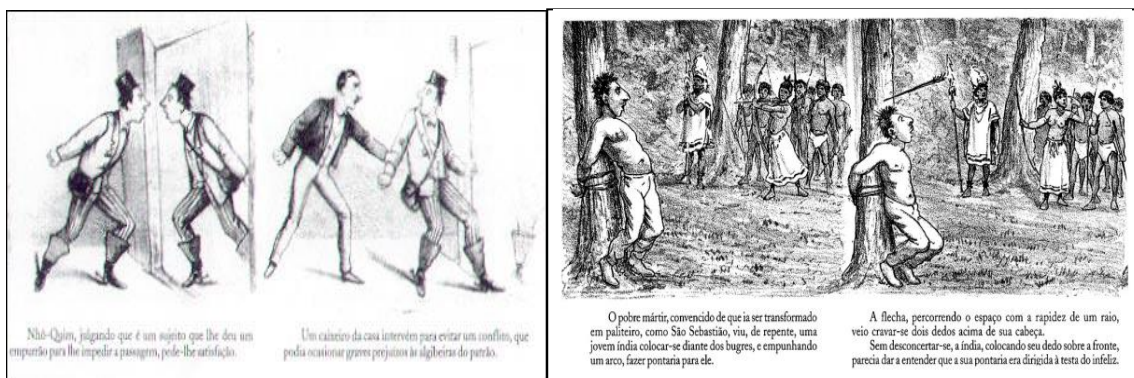 Nhô-Quim, julgando que é um sujeito que lhe deu um
empurrão para lhe impedir a passagem, pede-lhe satisfação.
Um caixeiro da casa intervém para evitar um conflito, que
podia ocasionar graves prejuízos às algibeiras do patrão.
O pobre mártir, convencido de que ia ser transformado
em paliteiro, como São Sebastião, viu, de repente, uma
jovem índia colocar-se diante dos bugres, e empunhando
um arco, fazer pontaria para ele.
A flecha, percorrendo o espaço com a rapidez de um raio,
veio cravar-se dois dedos acima de sua cabeça.
Sem desconcertar-se, a índia, colocando seu dedo sobre a fronte,
parecia dar a entender que a sua pontaria era dirigida à testa do infeliz.